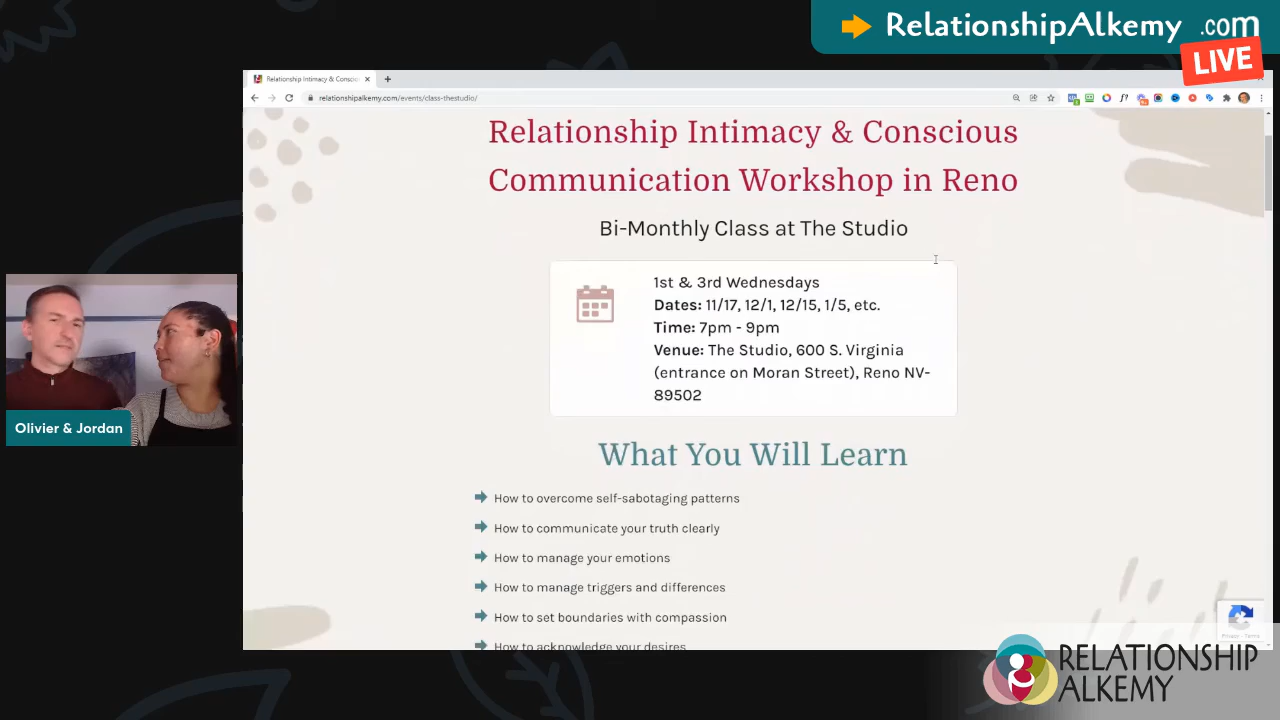 RelationshipAlkemy.com
LIVE
Relationship Intimacy & Conscious
relationshipalkemy.com/events/class-thestudio/
Relationship Intimacy & Conscious
Communication Workshop in Reno
Bi-Monthly Class at The Studio
1st & 3rd Wednesdays
Dates: 11/17, 12/1, 12/15, 1/5, etc.
Time: 7pm - 9pm
Venue: The Studio, 600 S. Virginia
(entrance on Moran Street), Reno NV-
89502
Olivier & Jordan
What You Will Learn
How to overcome self-sabotaging patterns
How to communicate your truth clearly
How to manage your emotions
How to manage triggers and differences
How to set boundaries with compassion
How to acknowledge your desires
Privacy - Terms
RELATIONSHIP
ALKEMY